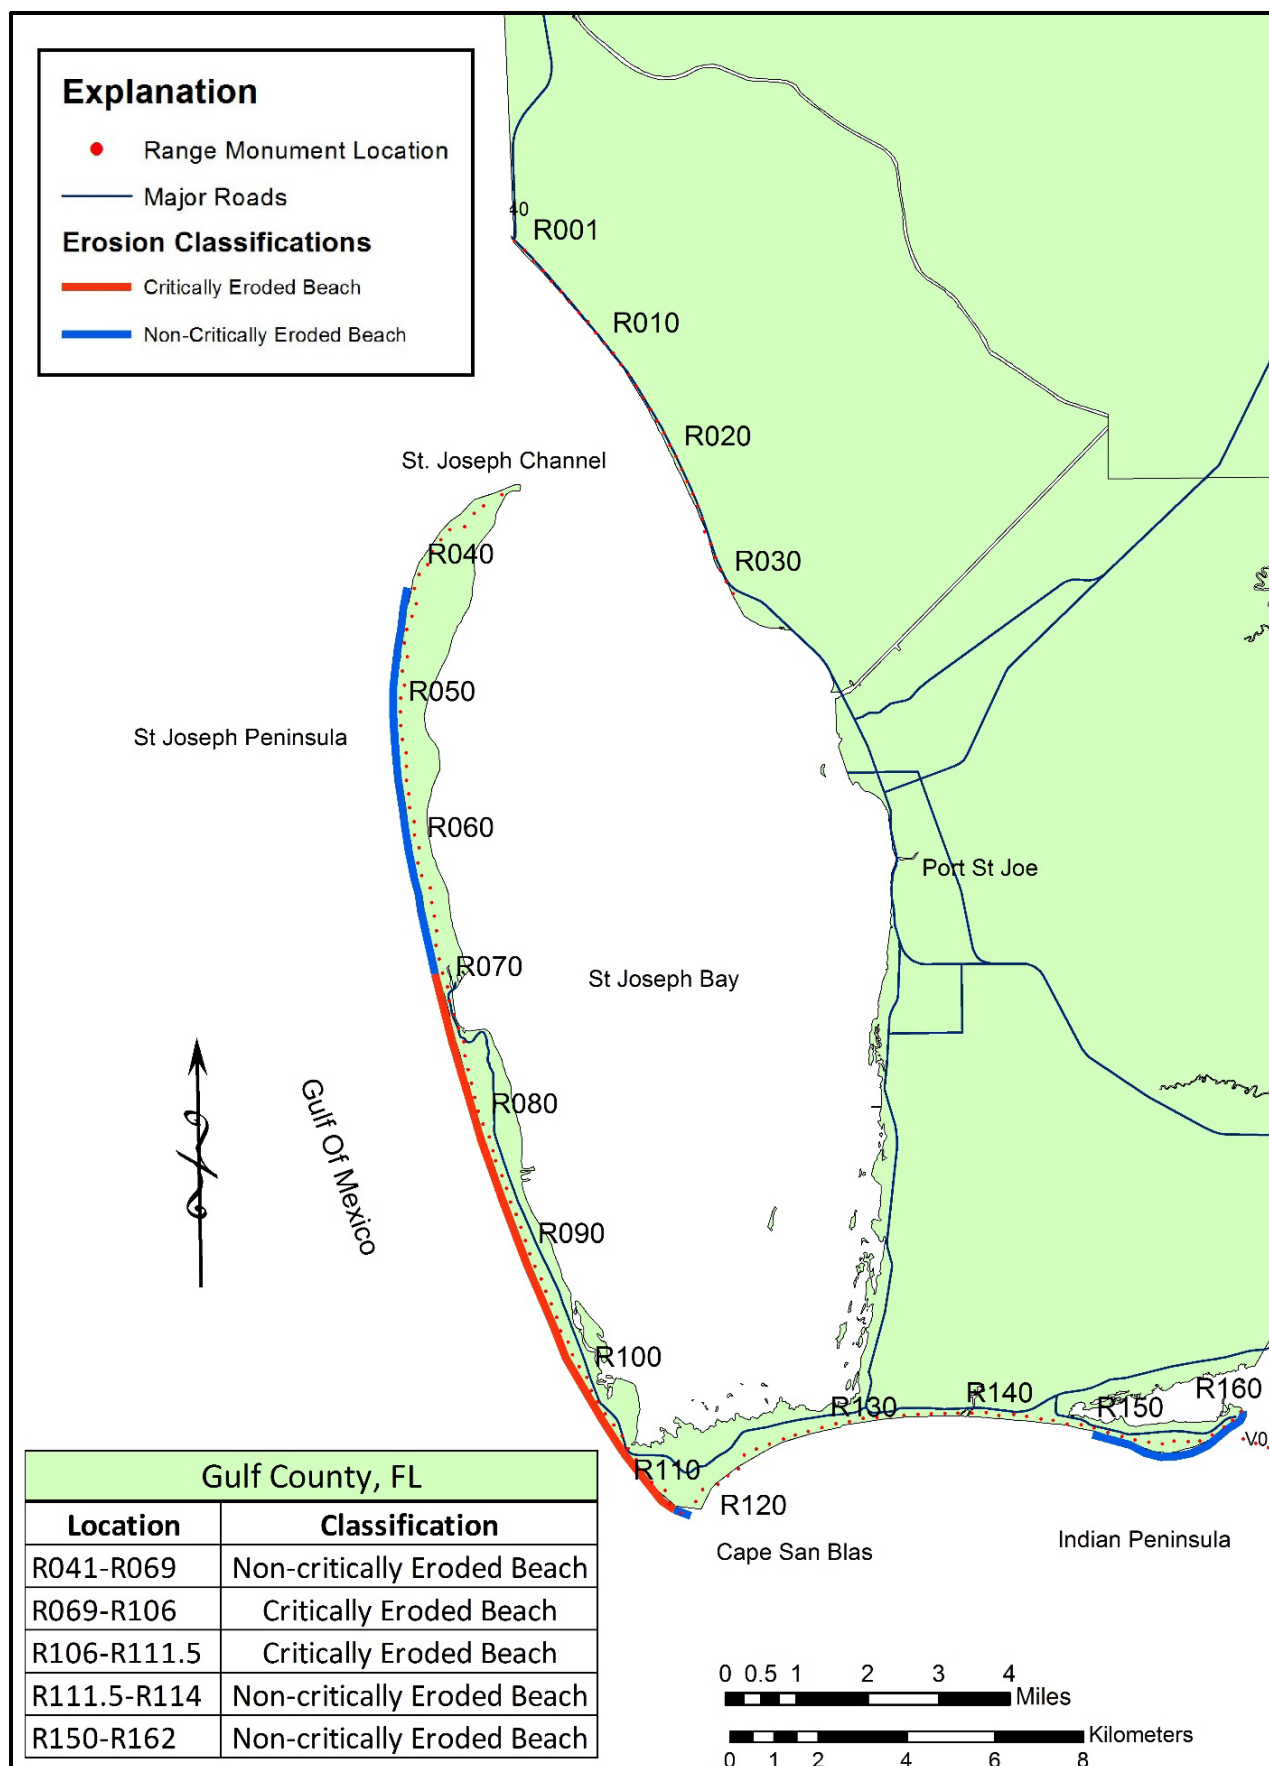 Explanation
Range Monument Location
Major Roads
Erosion Classifications
Critically Eroded Beach
Non-Critically Eroded Beach
40
R001
R010
R020
St. Joseph Channel
R040
R030
R050
St Joseph Peninsula
R060
Port St Joe
R070
St Joseph Bay
Gulf Of Mexico
R080
R090
R100
R130
R140
R150
R160
V.0
R110
R120
Cape San Blas
Indian Peninsula
Gulf County, FL
Location Classification
R041-R069 Non-critically Eroded Beach
R069-R106 Critically Eroded Beach
R106-R111.5 Critically Eroded Beach
R111.5-R114 Non-critically Eroded Beach
R150-R162 Non-critically Eroded Beach
0 0.5 1 2 3 4
Miles
Kilometers
0 1 2 4 6 8